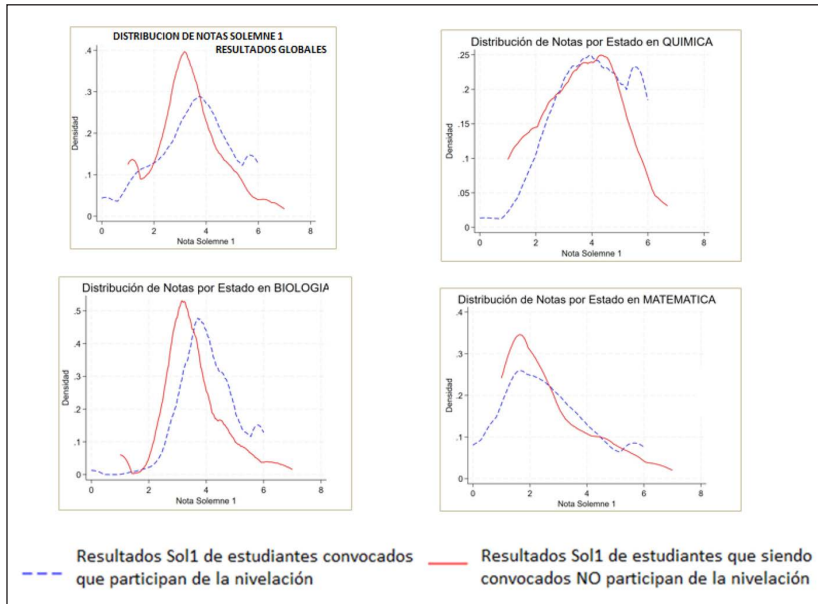 DISTRIBUCION DE NOTAS SOLEMNE 1
RESULTADOS GLOBALES
.4
.3
.2
.1
0
Densidad
0 2 4 6 8
Nota Solemne 1
Distribución de Notas por Estado en QUIMICA
.25
.2
.15
.1
.05
0
Densidad
0 2 4 6 8
Nota Solemne 1
Distribución de Notas por Estado en BIOLOGIA
.5
.4
.3
.2
.1
0
Densidad
0 2 4 6 8
Nota Solemne 1
Distribución de Notas por Estado en MATEMATICA
.4
.3
.2
.1
0
Densidad
0 2 4 6 8
Nota Solemne 1
Resultados Sol1 de estudiantes convocados
que participan de la nivelación
Resultados Sol1 de estudiantes que siendo
convocados NO participan de la nivelación